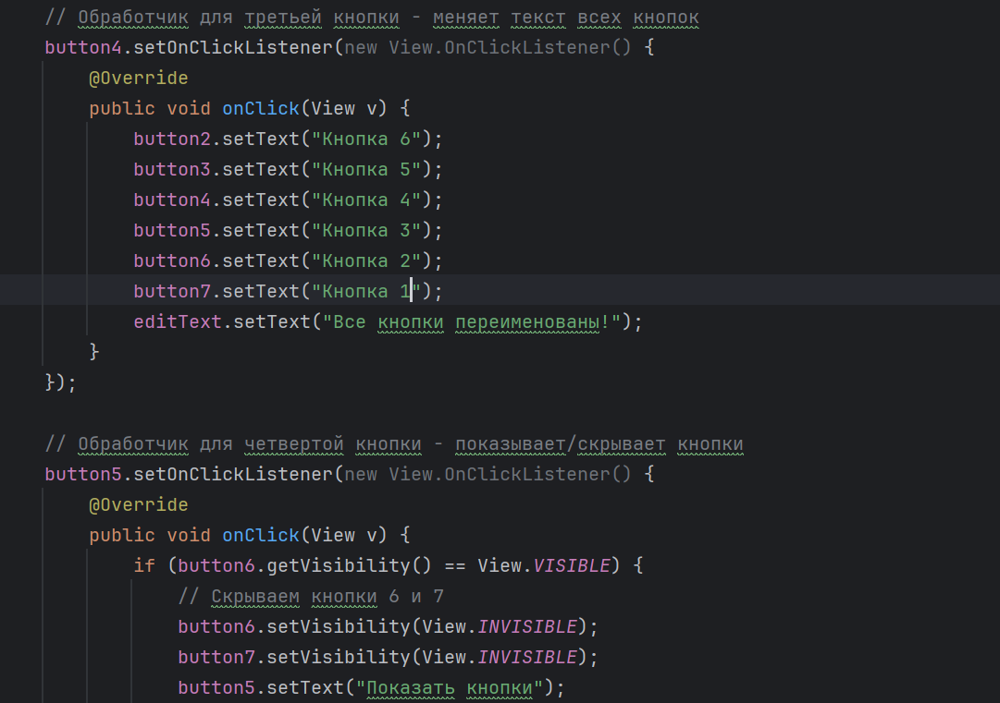 // Обработчик для третьей кнопки - меняет текст всех кнопок
button4.setOnClickListener(new View.OnClickListener() {
    @Override
    public void onClick(View v) {
        button2.setText("Кнопка 6");
        button3.setText("Кнопка 5");
        button4.setText("Кнопка 4");
        button5.setText("Кнопка 3");
        button6.setText("Кнопка 2");
        button7.setText("Кнопка 1");
        editText.setText("Все кнопки переименованы!");
    }
});

// Обработчик для четвертой кнопки - показывает/скрывает кнопки
button5.setOnClickListener(new View.OnClickListener() {
    @Override
    public void onClick(View v) {
        if (button6.getVisibility() == View.VISIBLE) {
            // Скрываем кнопки 6 и 7
            button6.setVisibility(View.INVISIBLE);
            button7.setVisibility(View.INVISIBLE);
            button5.setText("Показать кнопки");